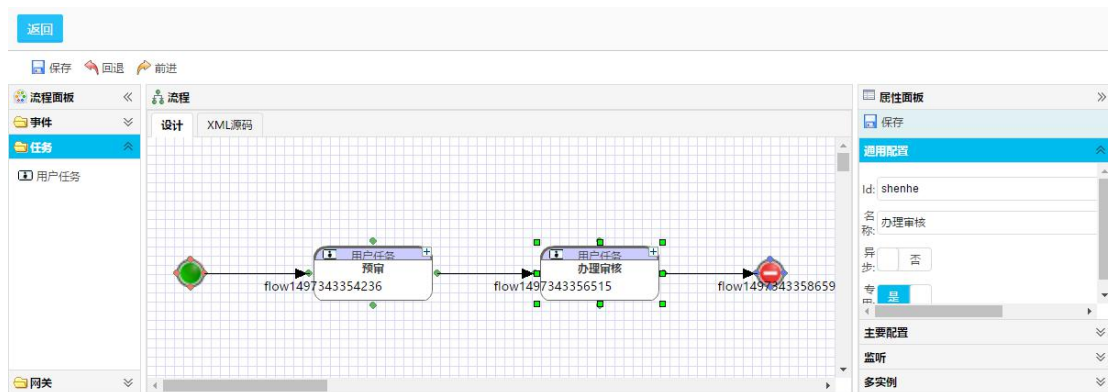 返回
保存 回退 前进
流程面板
事件
任务
用户任务
网关
流程
设计 XML源码
用户任务
预审
用户任务
办理审核
flow1497343354236
flow1497343356515
flow1497343358659
属性面板
保存
通用配置
Id: shenhe
名称: 办理审核
异步: 否
专用: 是
主要配置
监听
多实例